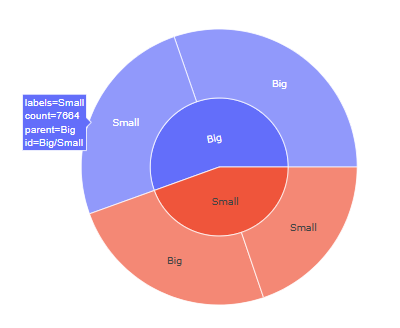 Big
labels=Small
count=7664
parent=Big
id=Big/Small
Small
Big
Small
Small
Big